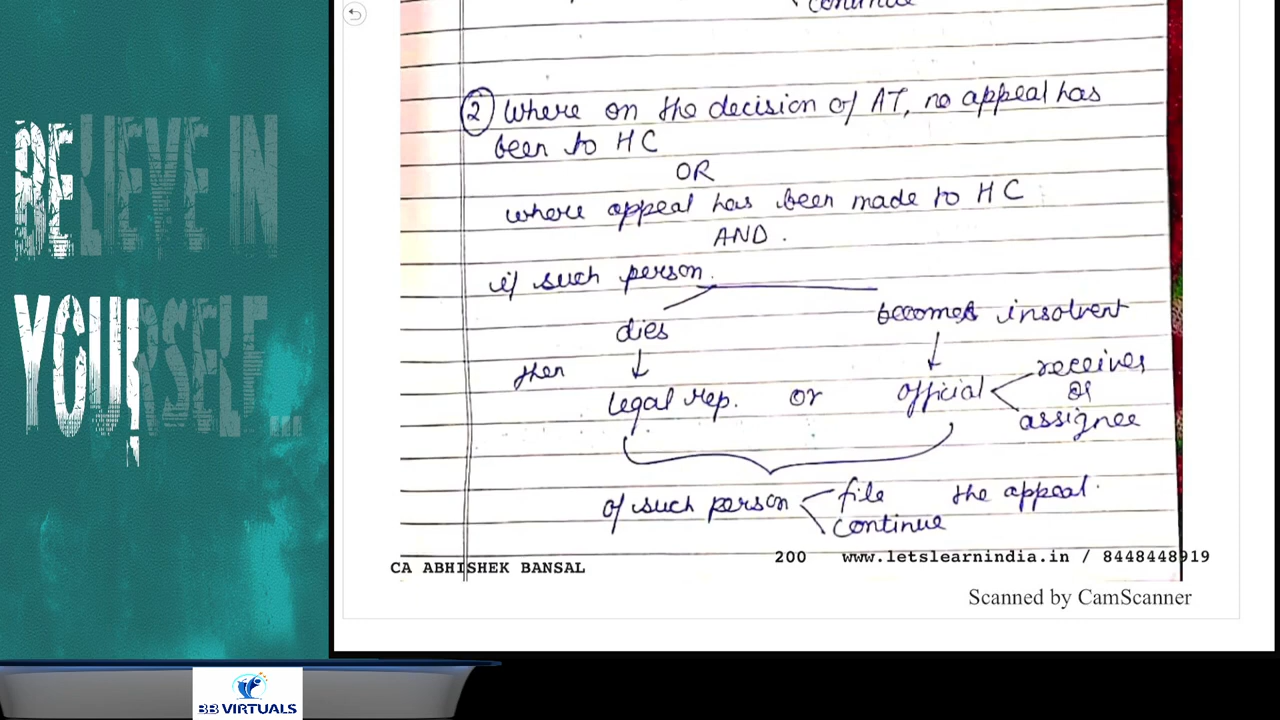 BELIEVE IN
YOURSELF...
continue
② Where on the decision of AT, no appeal has
been to HC
OR
where appeal has been made to HC
AND.
if such person.
dies
becomes insolvent
then
legal rep. or official receiver
or
assignee
of such person file the appeal.
continue
CA ABHISHEK BANSAL
200 www.letslearnindia.in / 8448448919
Scanned by CamScanner
BB VIRTUALS